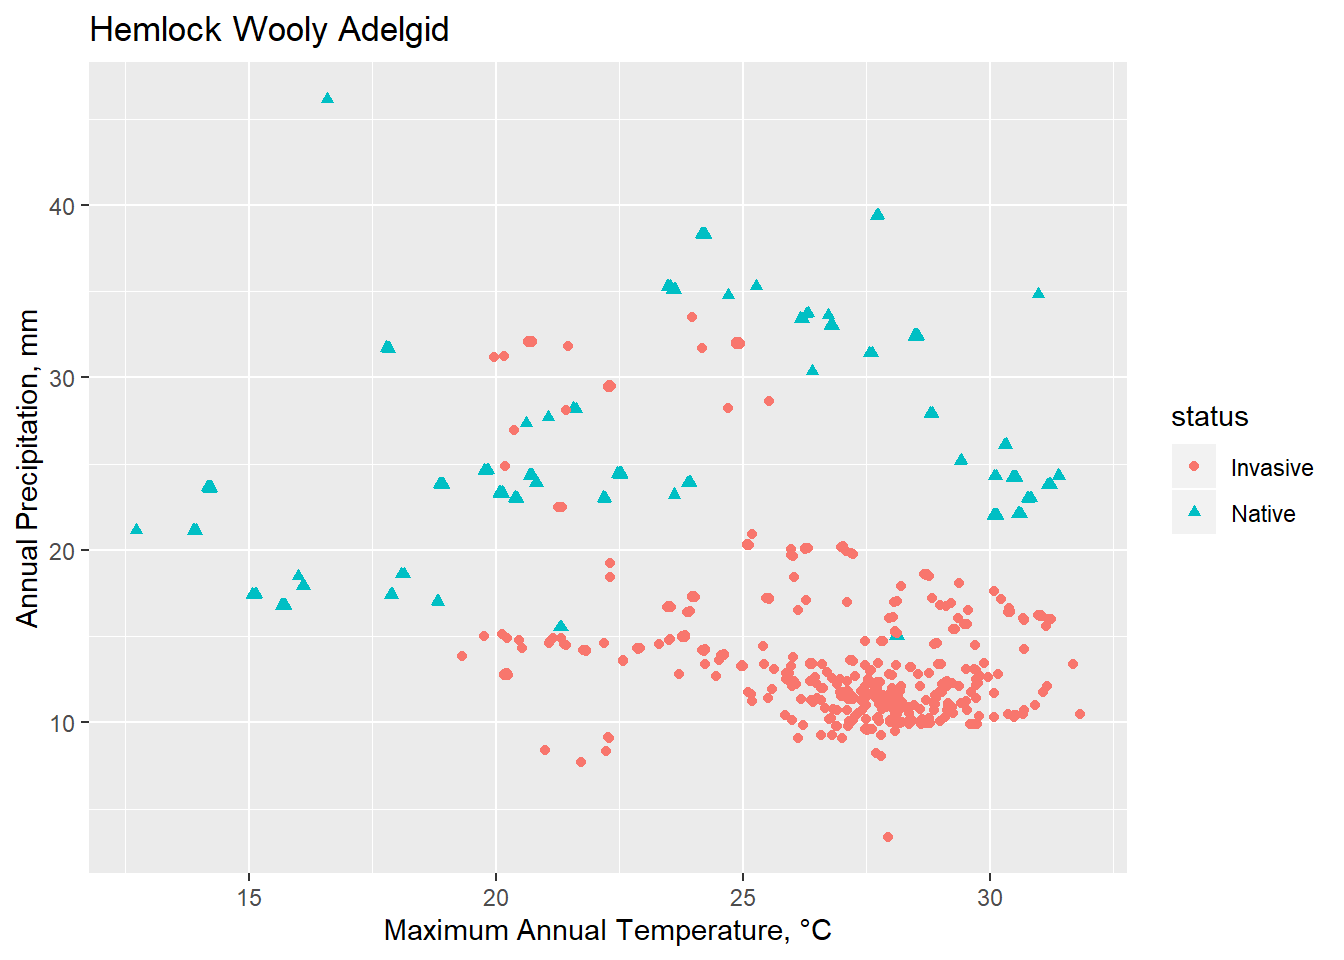 Hemlock Wooly Adelgid
Annual Precipitation, mm
40
30
20
10
15
20
25
30
Maximum Annual Temperature, °C
status
Invasive
Native